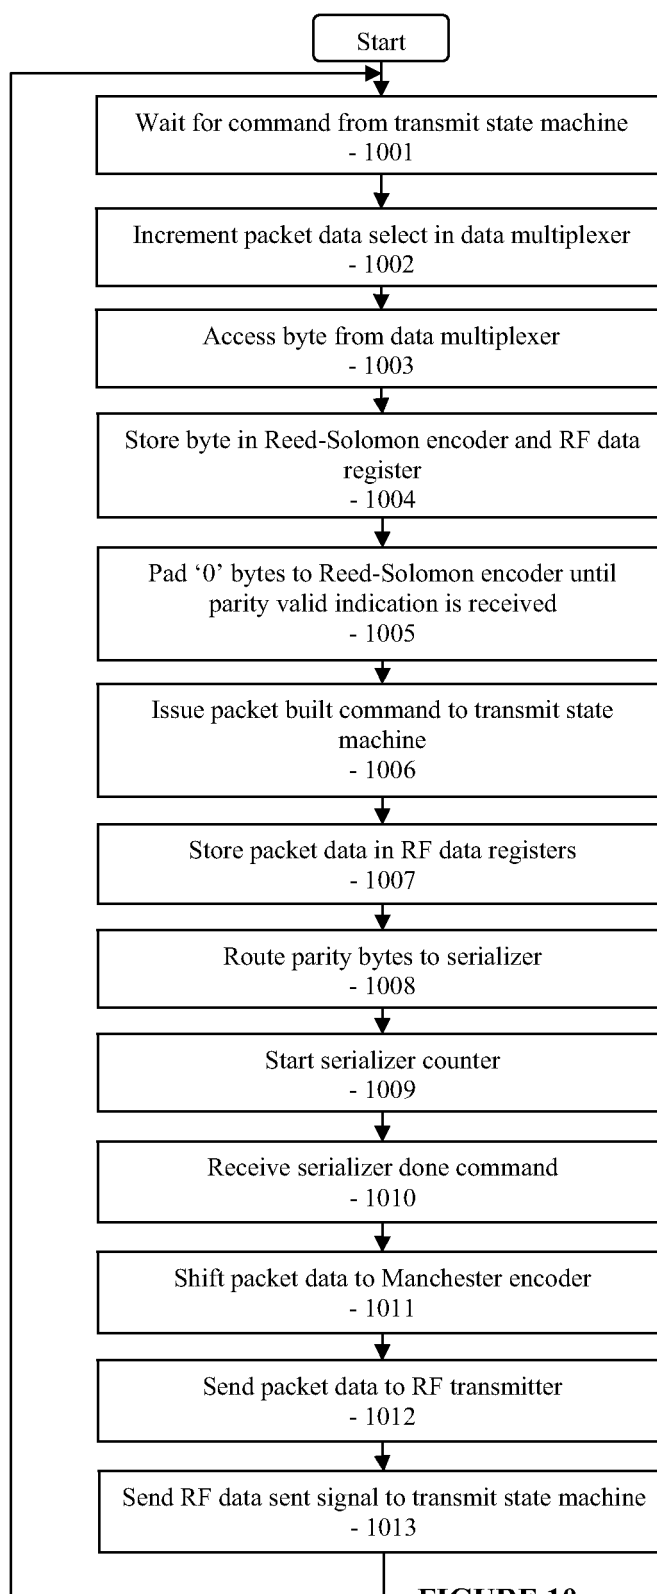 Start
Wait for command from transmit state machine
- 1001
Increment packet data select in data multiplexer
- 1002
Access byte from data multiplexer
- 1003
Store byte in Reed-Solomon encoder and RF data
register
- 1004
Pad ‘0’ bytes to Reed-Solomon encoder until
parity valid indication is received
- 1005
Issue packet built command to transmit state
machine
- 1006
Store packet data in RF data registers
- 1007
Route parity bytes to serializer
- 1008
Start serializer counter
- 1009
Receive serializer done command
- 1010
Shift packet data to Manchester encoder
- 1011
Send packet data to RF transmitter
- 1012
Send RF data sent signal to transmit state machine
- 1013
FIGURE 10